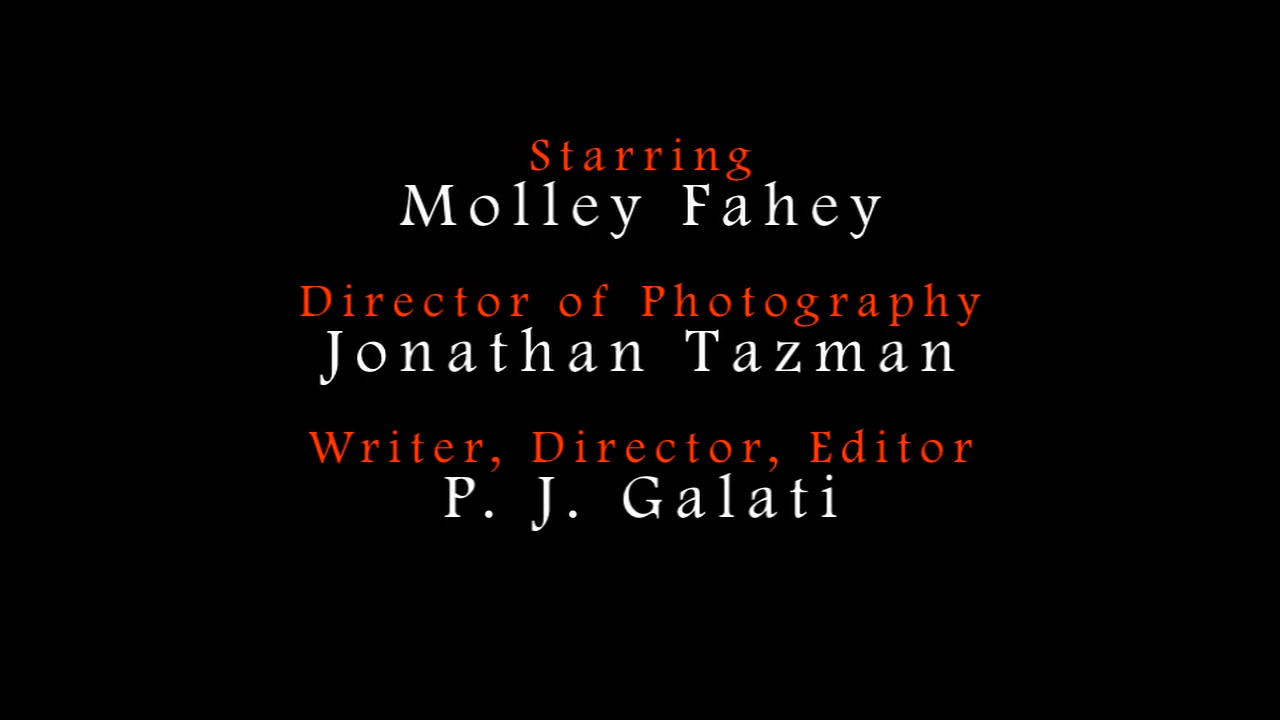 Starring
Molley Fahey
Director of Photography
Jonathan Tazman
Writer, Director, Editor
P. J. Galati